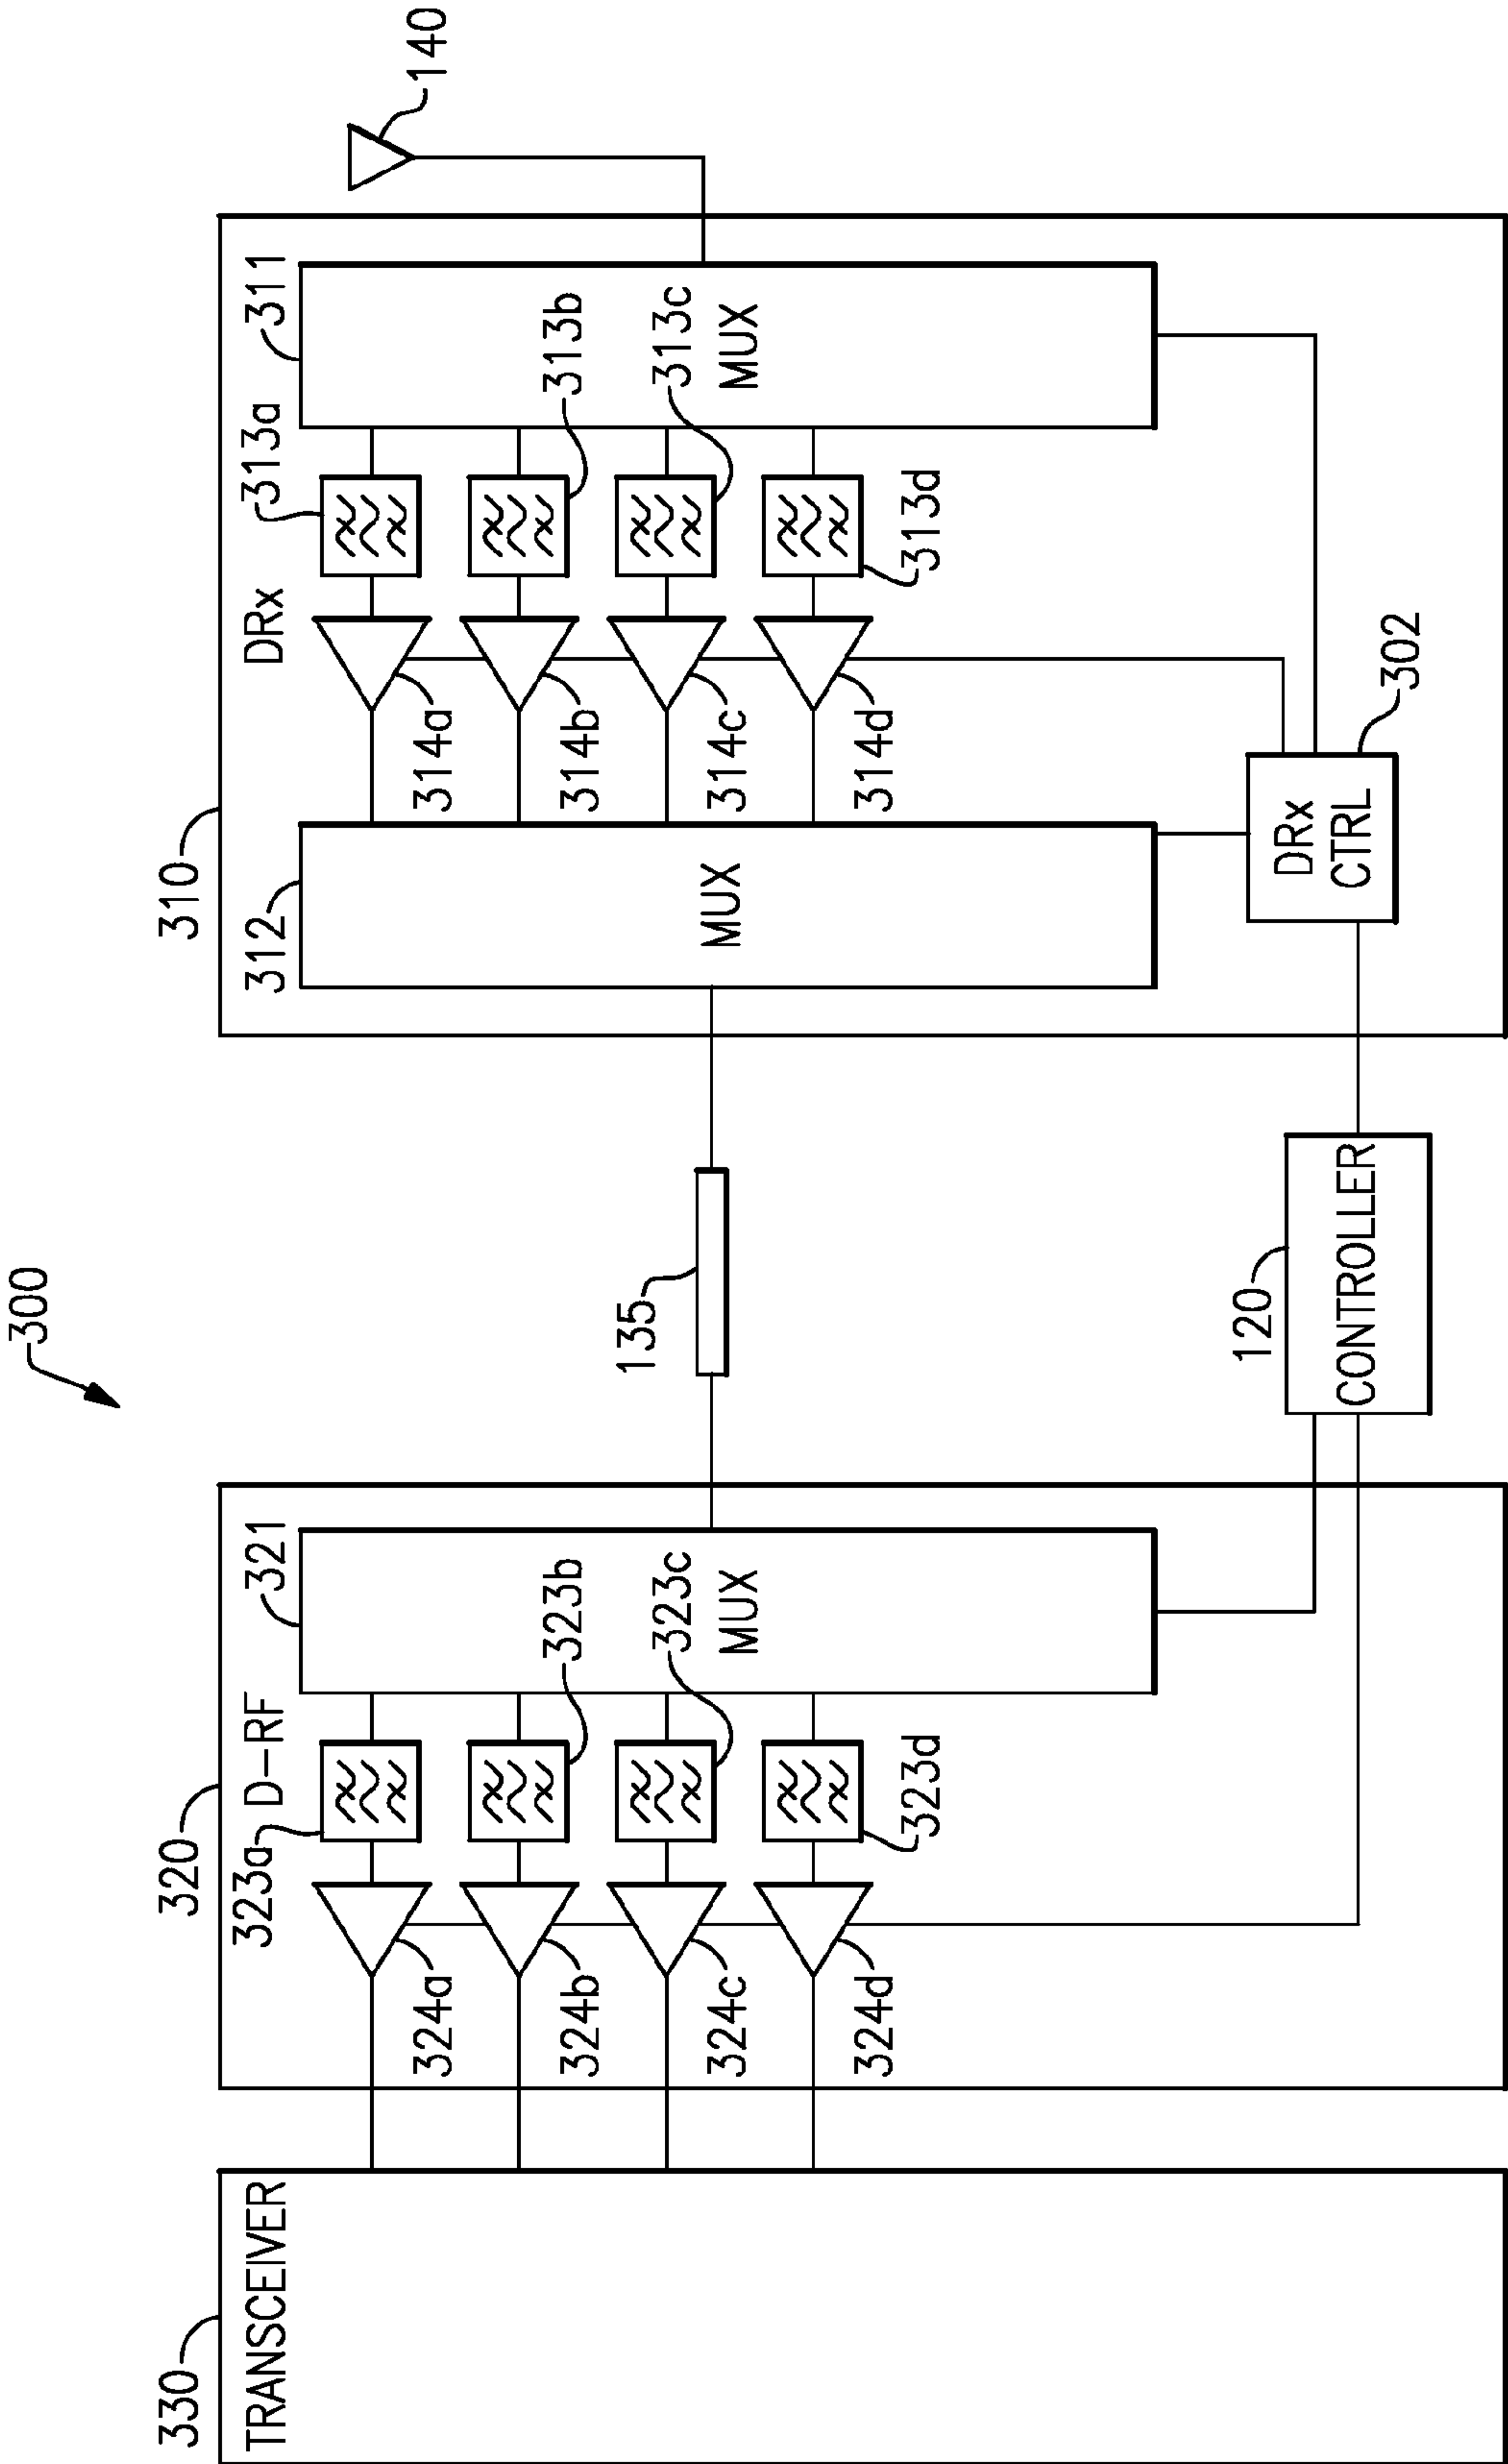 300
330
TRANSCEIVER
320
323a
D-RF
321
323b
323c
MUX
323d
324a
324b
324c
324d
135
120
CONTROLLER
310
312
MUX
DRx
313a
311
313b
313c
MUX
313d
314a
314b
314c
314d
DRx
CTRL
302
140